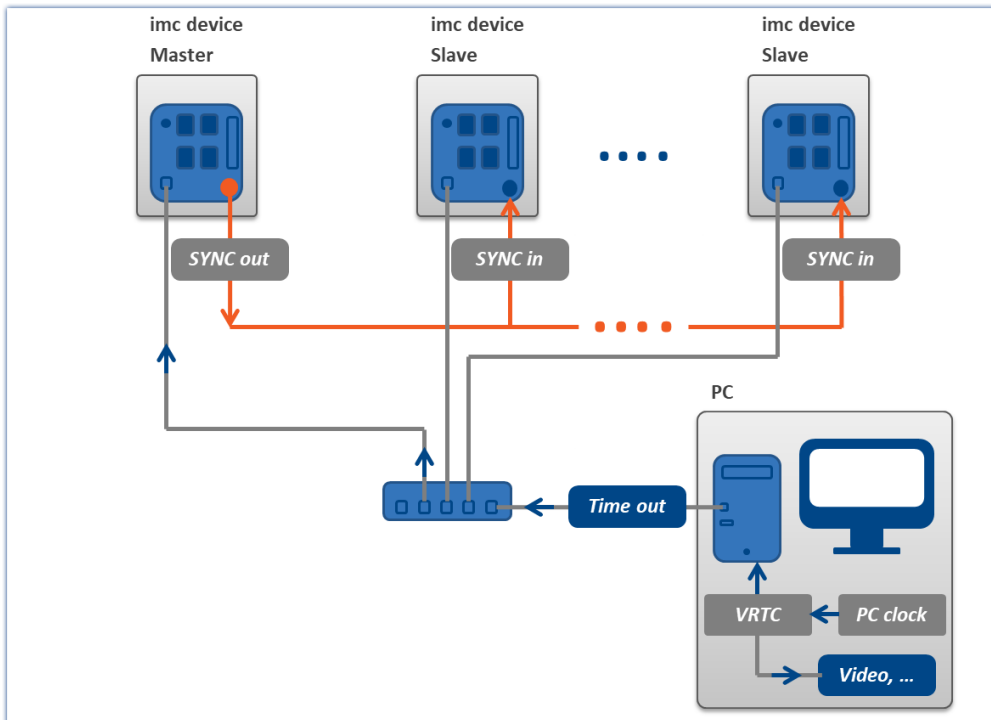 imc device
Master
imc device
Slave
imc device
Slave
SYNC out
SYNC in
SYNC in
PC
Time out
VRTC
PC clock
Video, ...